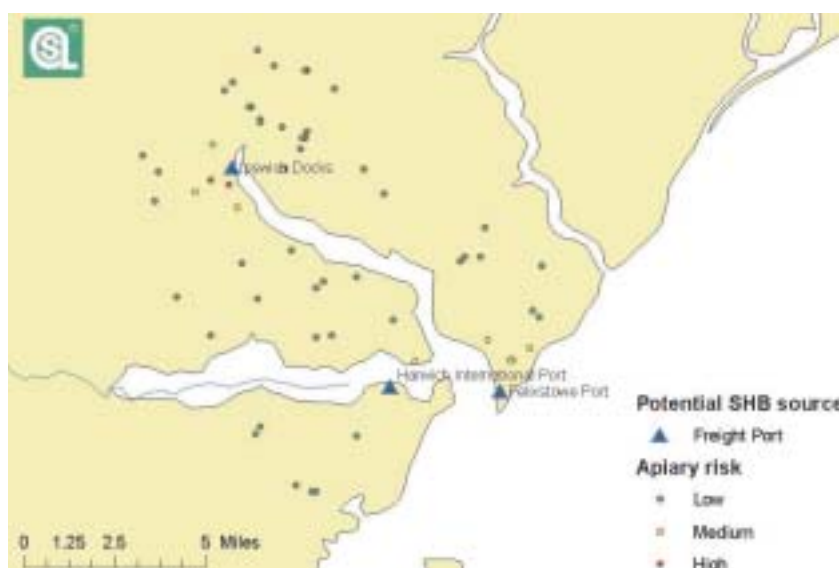 CSL
Ipswich Docks
Harwich International Port
Felixstowe Port
Potential SHB source
Freight Port
Apiary risk
Low
Medium
High
0 1.25 2.5 5 Miles